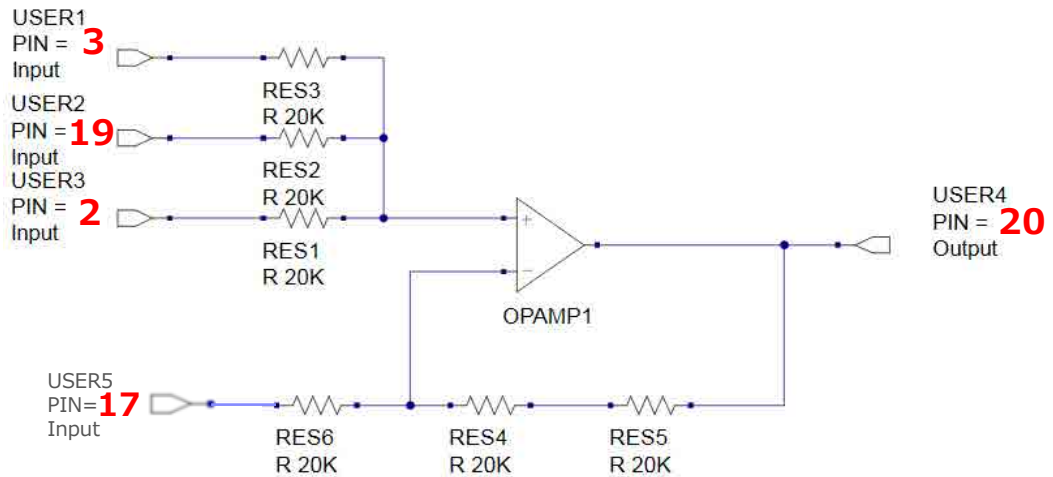 USER1
PIN = 3
Input
RES3
R 20K
USER2
PIN = 19
Input
RES2
R 20K
USER3
PIN = 2
Input
RES1
R 20K
+
−
OPAMP1
USER4
PIN = 20
Output
USER5
PIN=17
Input
RES6
R 20K
RES4
R 20K
RES5
R 20K